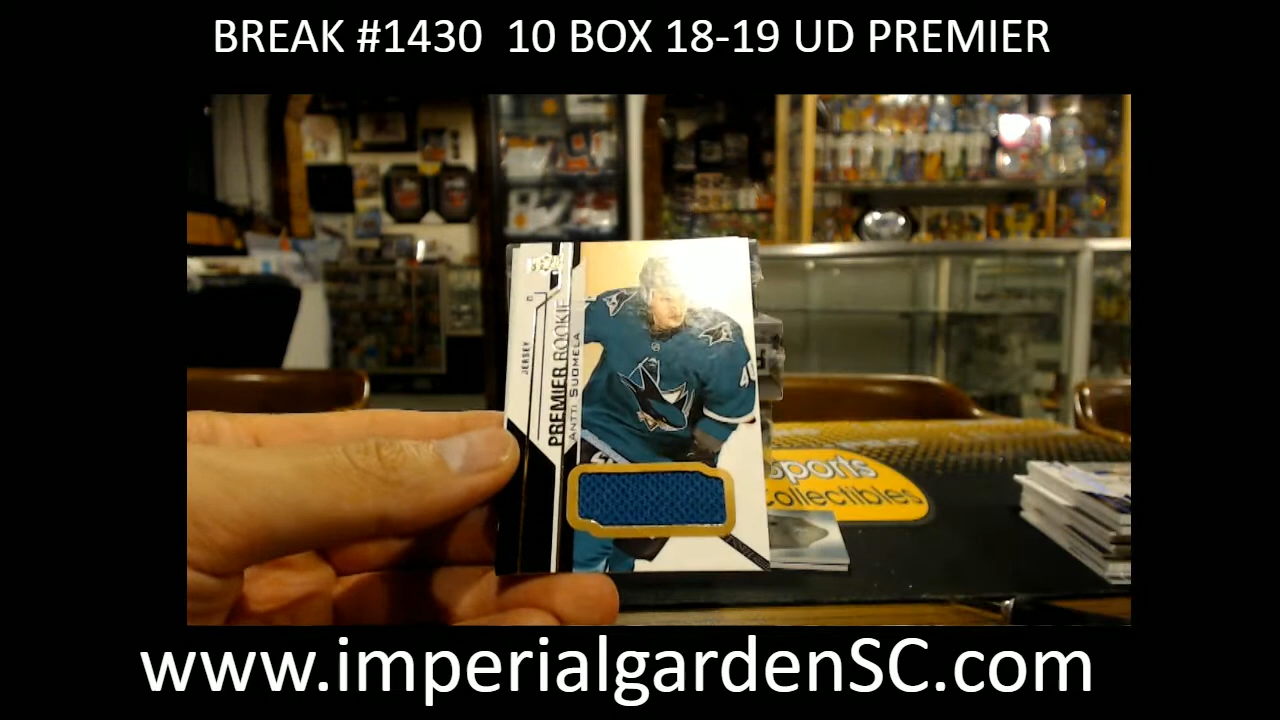 BREAK #1430  10 BOX 18-19 UD PREMIER
JERSEY
PREMIER ROOKIE
ANTTI SUOMELA
sports
Collectibles
www.imperialgardenSC.com